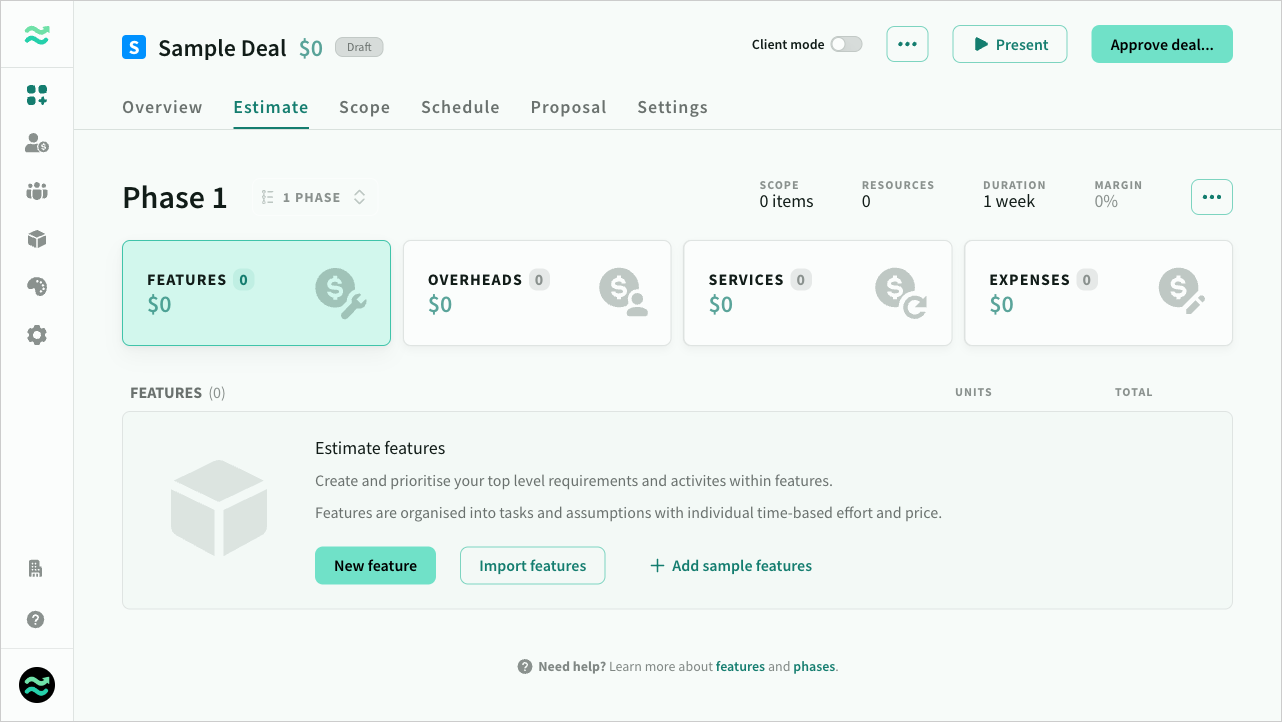 S Sample Deal $0 Draft
Client mode
Present
Approve deal...
Overview Estimate Scope Schedule Proposal Settings
Phase 1
1 PHASE
SCOPE
0 items
RESOURCES
0
DURATION
1 week
MARGIN
0%
FEATURES 0
$0
OVERHEADS 0
$0
SERVICES 0
$0
EXPENSES 0
$0
FEATURES (0) UNITS TOTAL
Estimate features
Create and prioritise your top level requirements and activites within features.
Features are organised into tasks and assumptions with individual time-based effort and price.
New feature Import features + Add sample features
Need help? Learn more about features and phases.